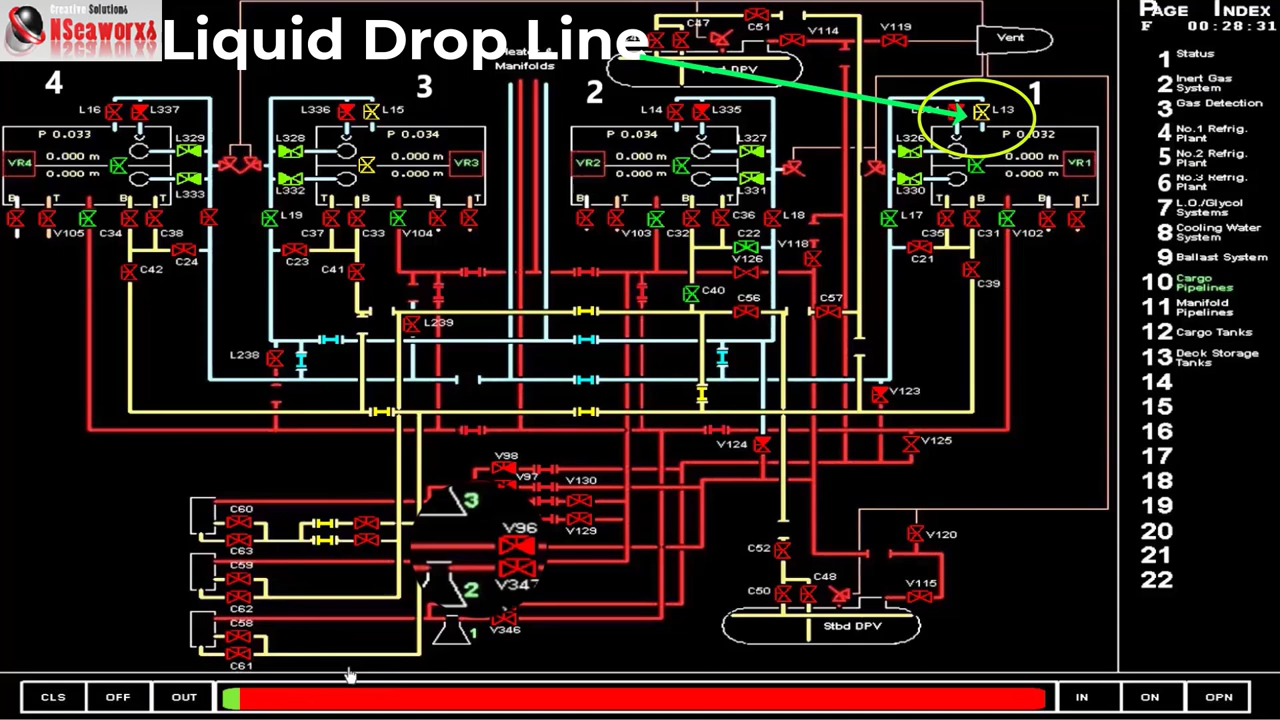 Creative Solutions
NSeaworx
Liquid Drop Line
Manifolds
C47
C51
V114
V119
Vent
DPV
PAGE INDEX
F 00:28:31
4
3
2
1
L16
L337
L336
L15
L14
L335
L13
P 0.033
L329
L328
P 0.034
P 0.034
L327
L326
P 0.032
VR4
0.000 m
0.000 m
0.000 m
0.000 m
VR3
VR2
0.000 m
0.000 m
0.000 m
0.000 m
VR1
L333
L332
L331
L330
B T B T
B T B T
B T B T
B T B T
V105
C34
C38
L19
C37
C33
V104
V103
C32
C36
L18
L17
C35
C31
V102
C24
C23
C22
V118
C21
C42
C41
V126
C39
C40
C56
C57
L239
L238
V123
V124
V125
V98
V97
V130
V129
3
V96
V347
2
1
V346
C60
C63
C59
C62
C58
C61
C52
C50
C48
V120
V115
Stbd DPV
1 Status
2 Inert Gas
System
3 Gas Detection
4 No.1 Refrig.
Plant
5 No.2 Refrig.
Plant
6 No.3 Refrig.
Plant
7 L.O./Glycol
Systems
8 Cooling Water
System
9 Ballast System
10 Cargo
Pipelines
11 Manifold
Pipelines
12 Cargo Tanks
13 Deck Storage
Tanks
14
15
16
17
18
19
20
21
22
CLS OFF OUT IN ON OPN